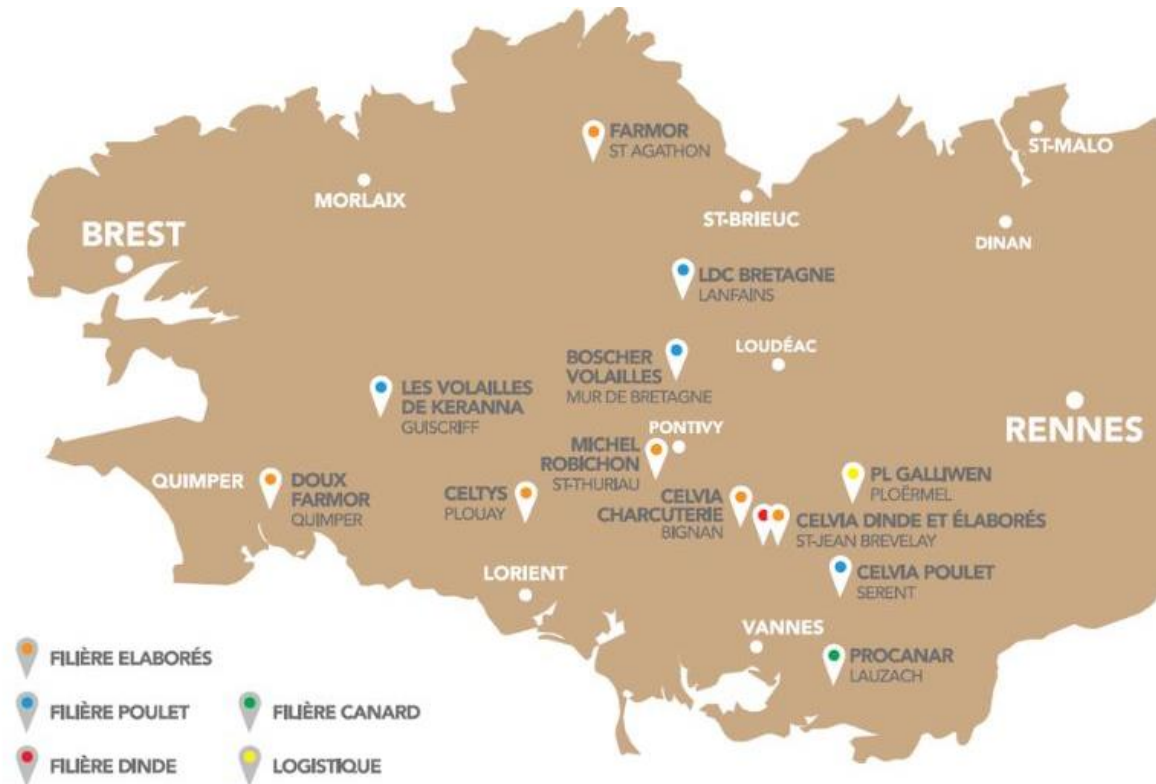 FARMOR
ST AGATHON
ST-MALO
MORLAIX
ST-BRIEUC
BREST
DINAN
LDC BRETAGNE
LANFAINS
BOSCHER
VOLAILLES
MUR DE BRETAGNE
LOUDÉAC
LES VOLAILLES
DE KERANNA
GUISCRIFF
RENNES
PONTIVY
MICHEL
ROBICHON
ST-THURIAU
QUIMPER
DOUX
FARMOR
QUIMPER
CELTYS
PLOUAY
CELVIA
CHARCUTERIE
BIGNAN
PL GALLIWEN
PLOËRMEL
CELVIA DINDE ET ÉLABORÉS
ST-JEAN BREVELAY
CELVIA POULET
SERENT
LORIENT
VANNES
PROCANAR
LAUZACH
FILIÈRE ELABORÉS
FILIÈRE POULET
FILIÈRE CANARD
FILIÈRE DINDE
LOGISTIQUE